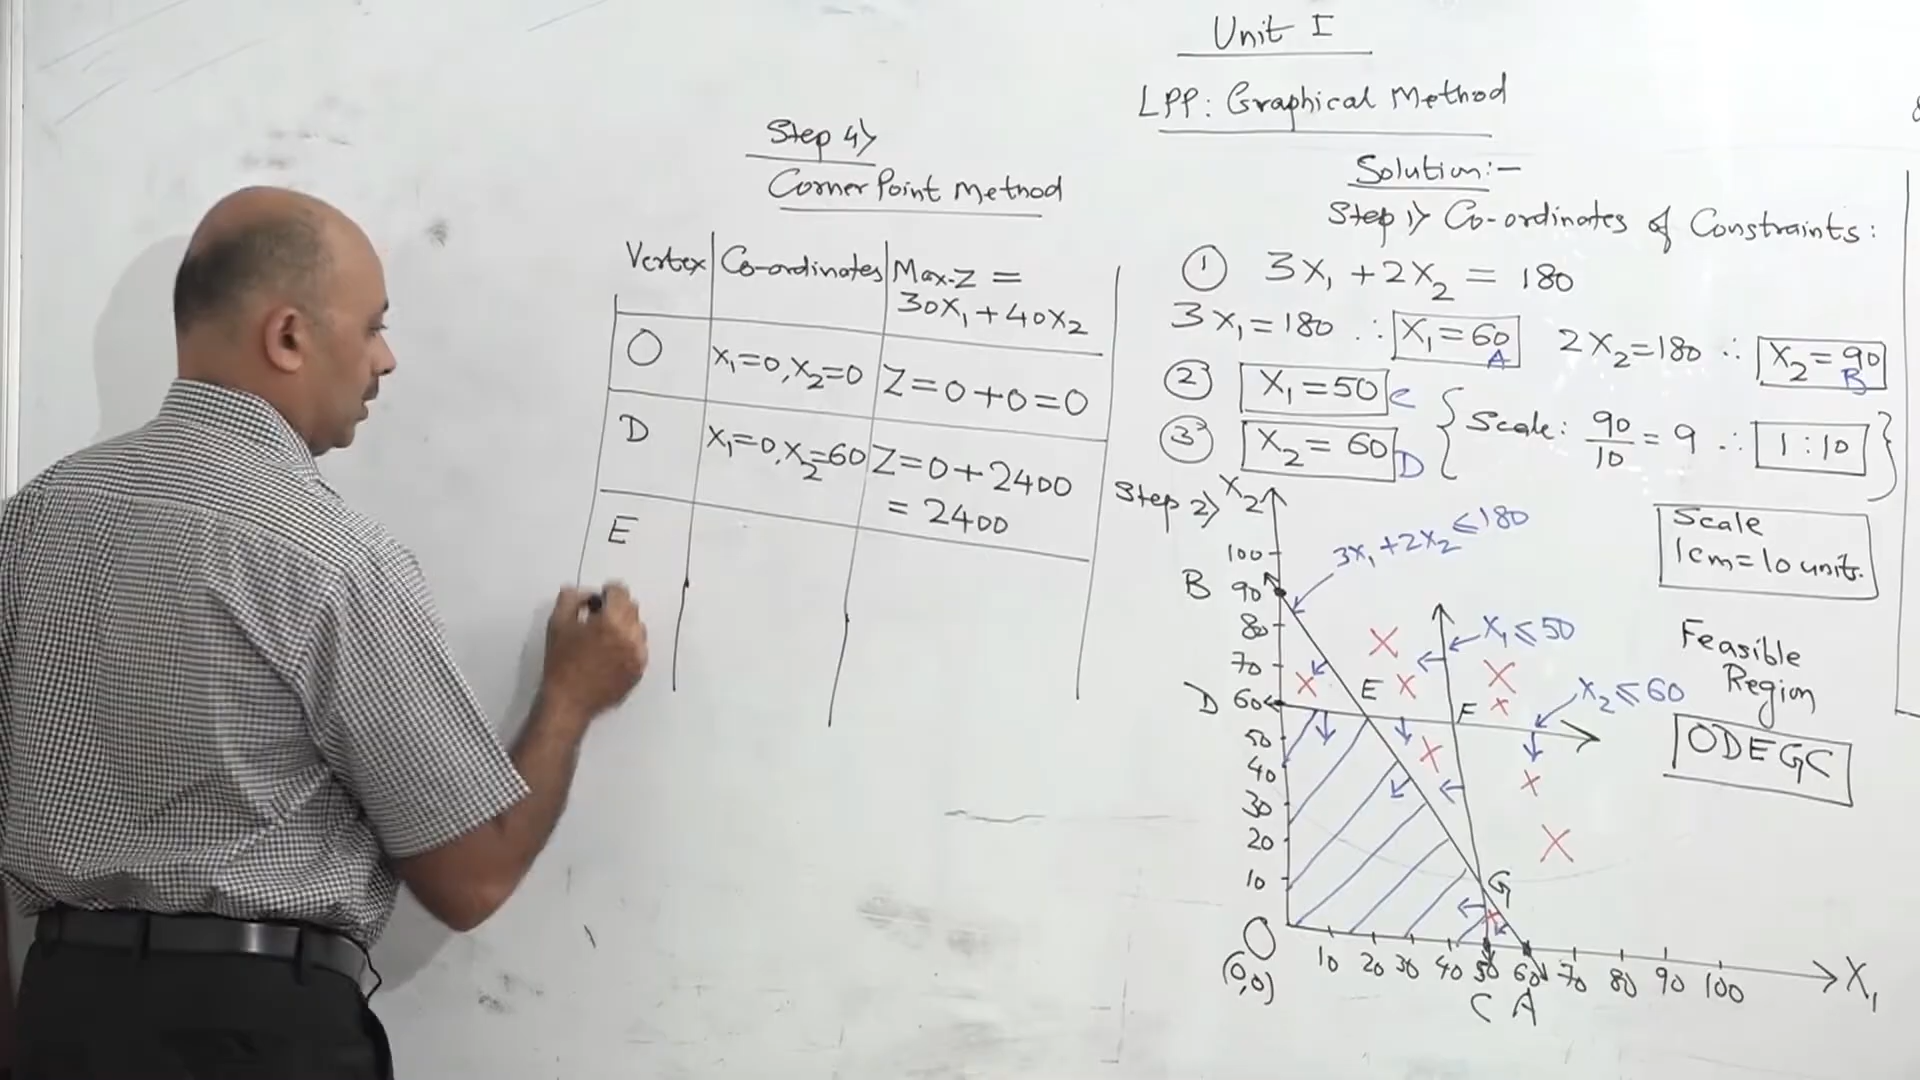 Unit I
LPP: Graphical Method
Step 4>
Corner Point Method
Vertex Co-ordinates Max.Z = 30X₁ + 40X₂
O X₁=0, X₂=0 Z=0+0=0
D X₁=0, X₂=60 Z=0+2400
= 2400
E
Solution:-
Step 1> Co-ordinates of Constraints:
① 3X₁ + 2X₂ = 180
3X₁ = 180 ∴ X₁ = 60 A 2X₂ = 180 ∴ X₂ = 90 B
② X₁ = 50 C
③ X₂ = 60 D
{ Scale: 90/10 = 9 ∴ 1:10 }
Step 2>
X₂
3X₁ + 2X₂ ≤ 180
Scale
1cm = 10 units.
100
B 90
80
70
D 60
50
40
30
20
10
X₁ ≤ 50
X₂ ≤ 60
E
F
G
Feasible
Region
ODEGC
O
(0,0)
10 20 30 40 50 60 70 80 90 100 X₁
C A